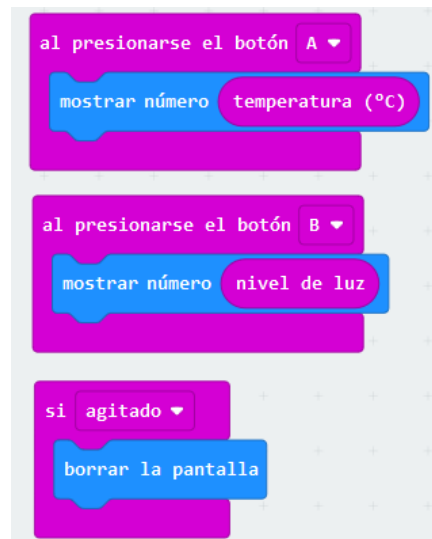 al presionarse el botón A
mostrar número temperatura (ºC)
al presionarse el botón B
mostrar número nivel de luz
si agitado
borrar la pantalla